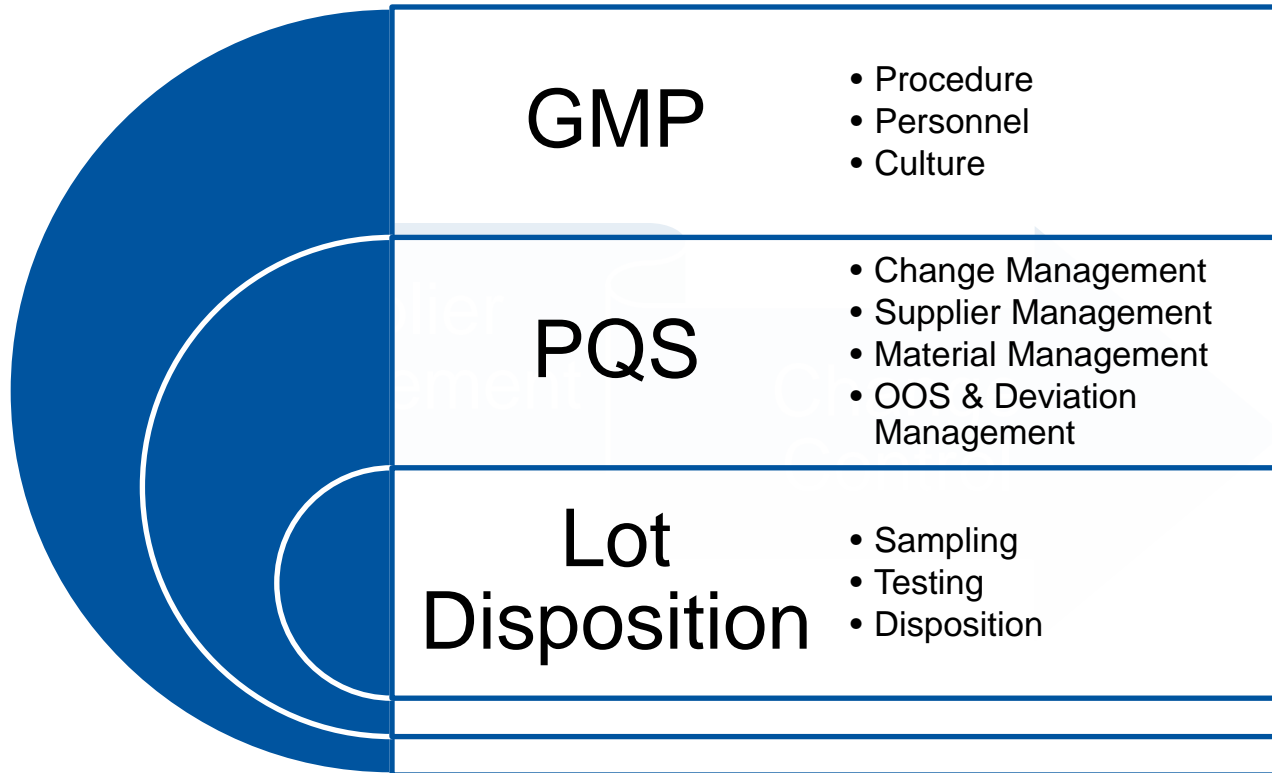 GMP
• Procedure
• Personnel
• Culture
PQS
• Change Management
• Supplier Management
• Material Management
• OOS & Deviation
Management
Lot
Disposition
• Sampling
• Testing
• Disposition